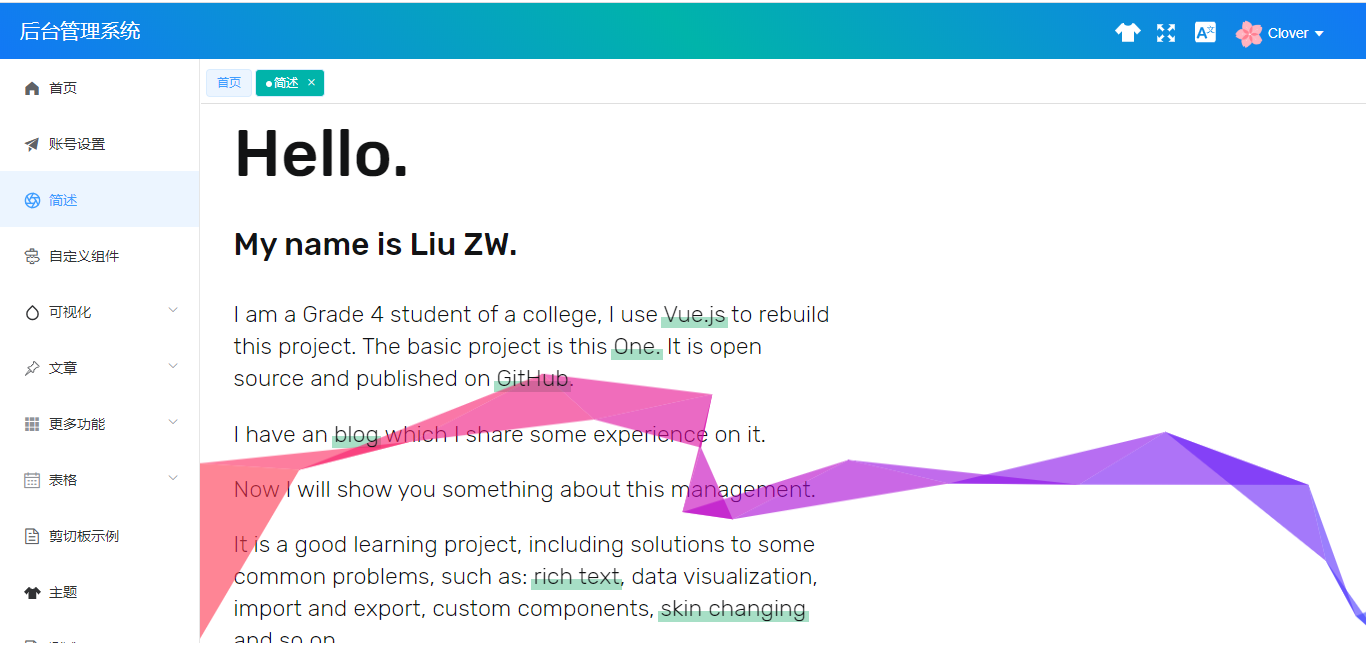 后台管理系统
Clover
首页
账号设置
简述
自定义组件
可视化
文章
更多功能
表格
剪切板示例
主题
首页
简述 ×
Hello.
My name is Liu ZW.
I am a Grade 4 student of a college, I use Vue.js to rebuild
this project. The basic project is this One. It is open
source and published on GitHub.
I have an blog which I share some experience on it.
Now I will show you something about this management.
It is a good learning project, including solutions to some
common problems, such as: rich text, data visualization,
import and export, custom components, skin changing
and so on